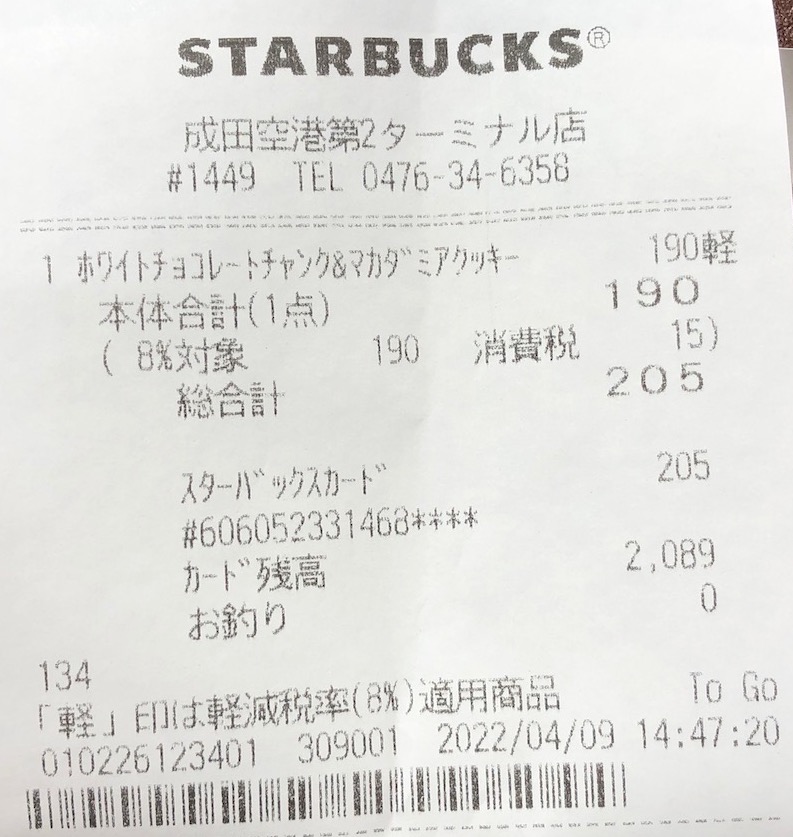 STARBUCKS®
成田空港第2ターミナル店
#1449 TEL 0476-34-6358
1 ホワイトチョコレートチャンク&マカダミアクッキー 190軽
本体合計(1点) 190
( 8%対象 190 消費税 15)
総合計 205
スターバックスカード 205
#606052331468****
カード残高 2,089
お釣り 0
134
「軽」印は軽減税率(8%)適用商品 To Go
010226123401 309001 2022/04/09 14:47:20